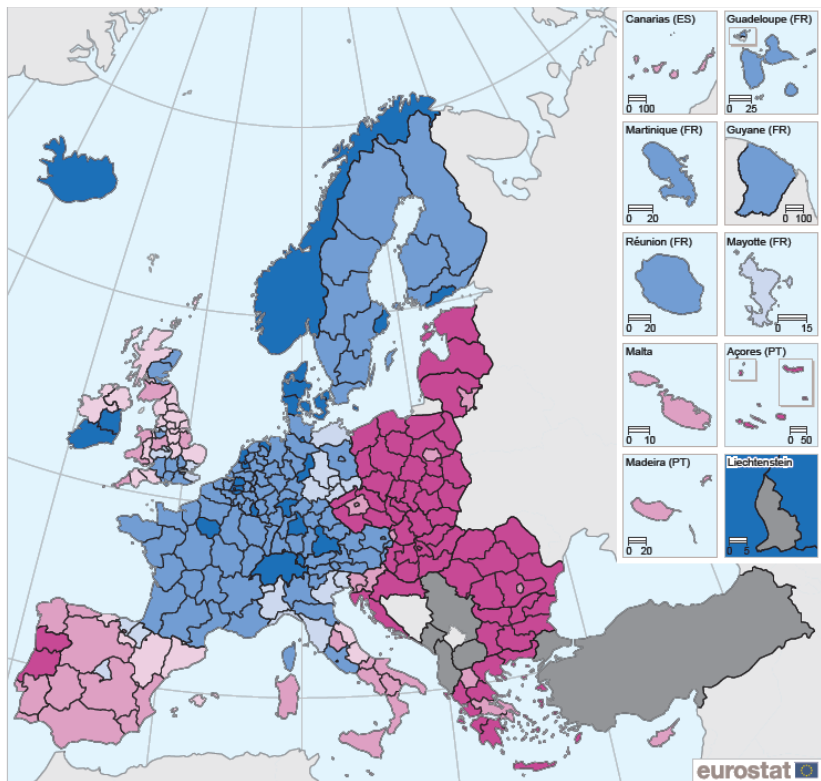 Canarias (ES)
0 100
Guadeloupe (FR)
0 25
Martinique (FR)
0 20
Guyane (FR)
0 100
Réunion (FR)
0 20
Mayotte (FR)
0 15
Malta
0 10
Açores (PT)
0 50
Madeira (PT)
0 20
Liechtenstein
0 5
eurostat